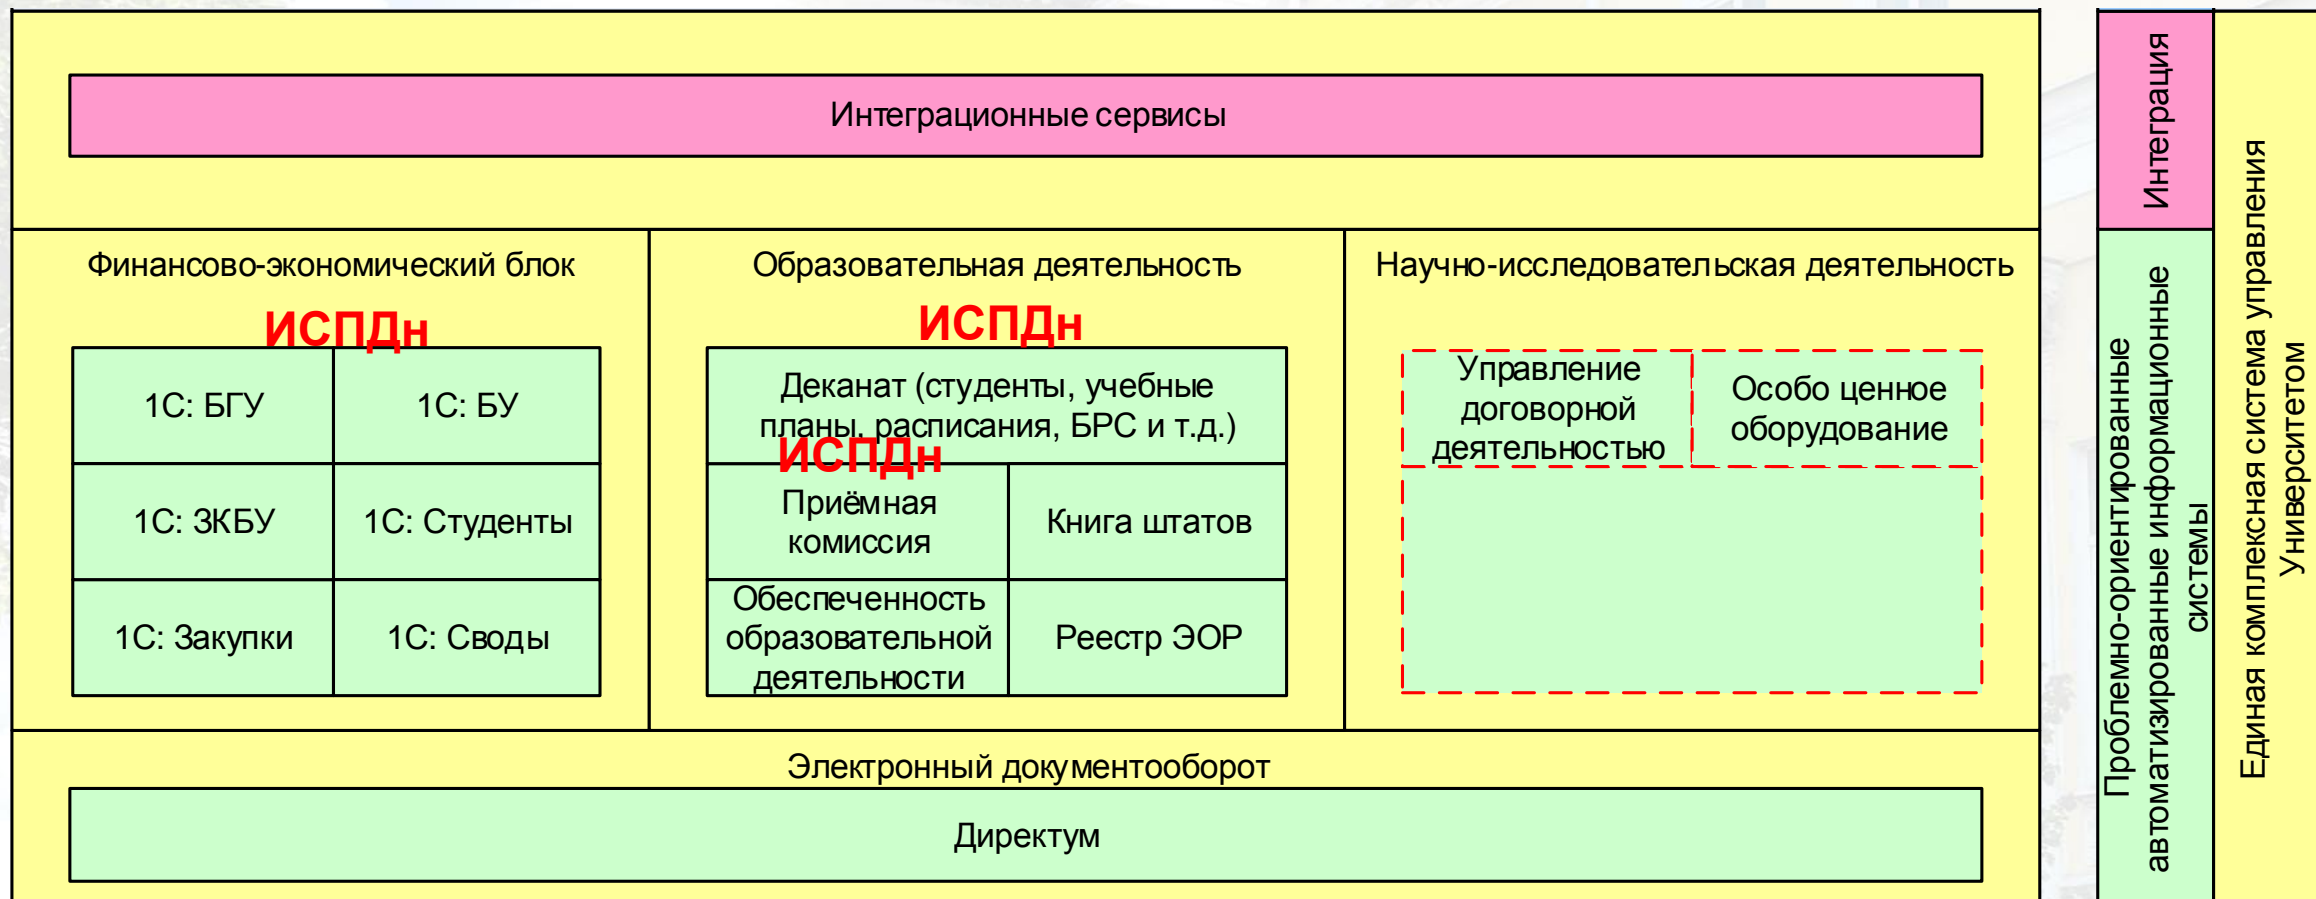 Интеграционные сервисы
Финансово-экономический блок
ИСПДн
1С: БГУ
1С: БУ
1С: ЗКБУ
1С: Студенты
1С: Закупки
1С: Своды
Образовательная деятельность
ИСПДн
Деканат (студенты, учебные
планы, расписания, БРС и т.д.)
ИСПДн
Приёмная
комиссия
Книга штатов
Обеспеченность
образовательной
деятельности
Реестр ЭОР
Научно-исследовательская деятельность
Управление
договорной
деятельностью
Особо ценное
оборудование
Электронный документооборот
Директум
Интеграция
Проблемно-ориентированные
автоматизированные информационные
системы
Единая комплексная система управления
Университетом